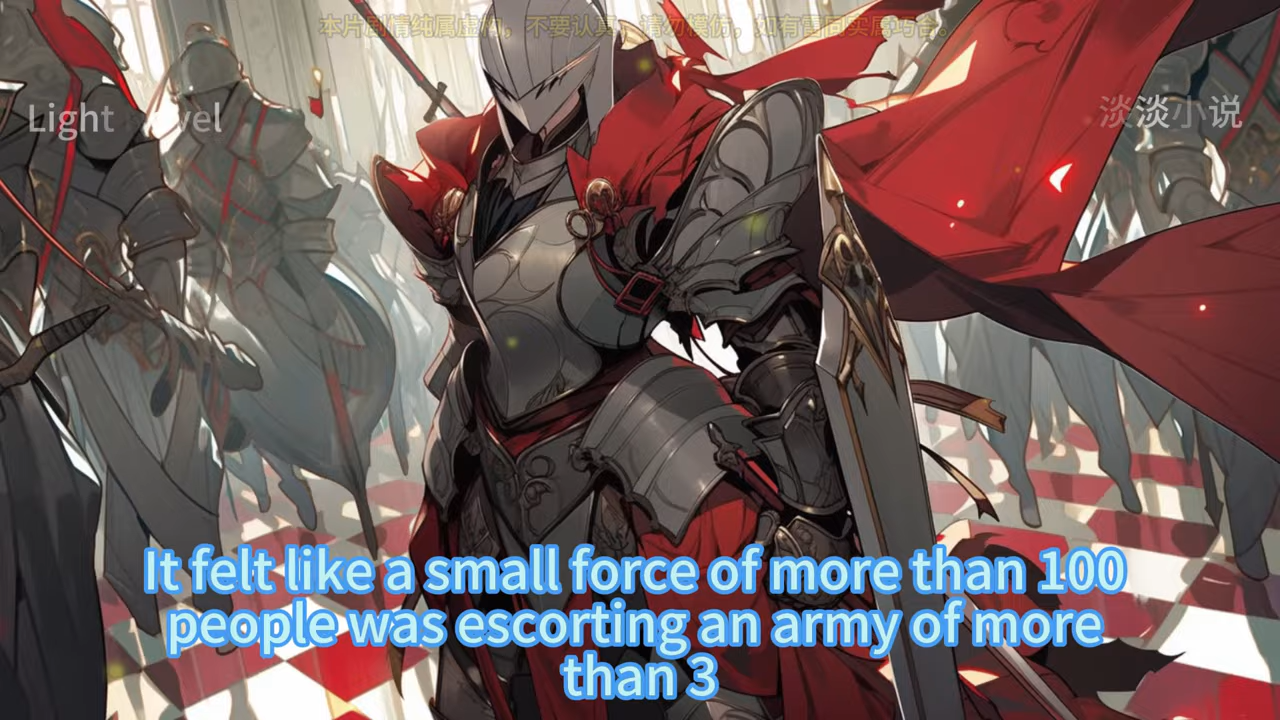 本片剧情纯属虚构，不要认真，请勿模仿，如有雷同实属巧合。
Light
淡淡小说
It felt like a small force of more than 100
people was escorting an army of more
than 3